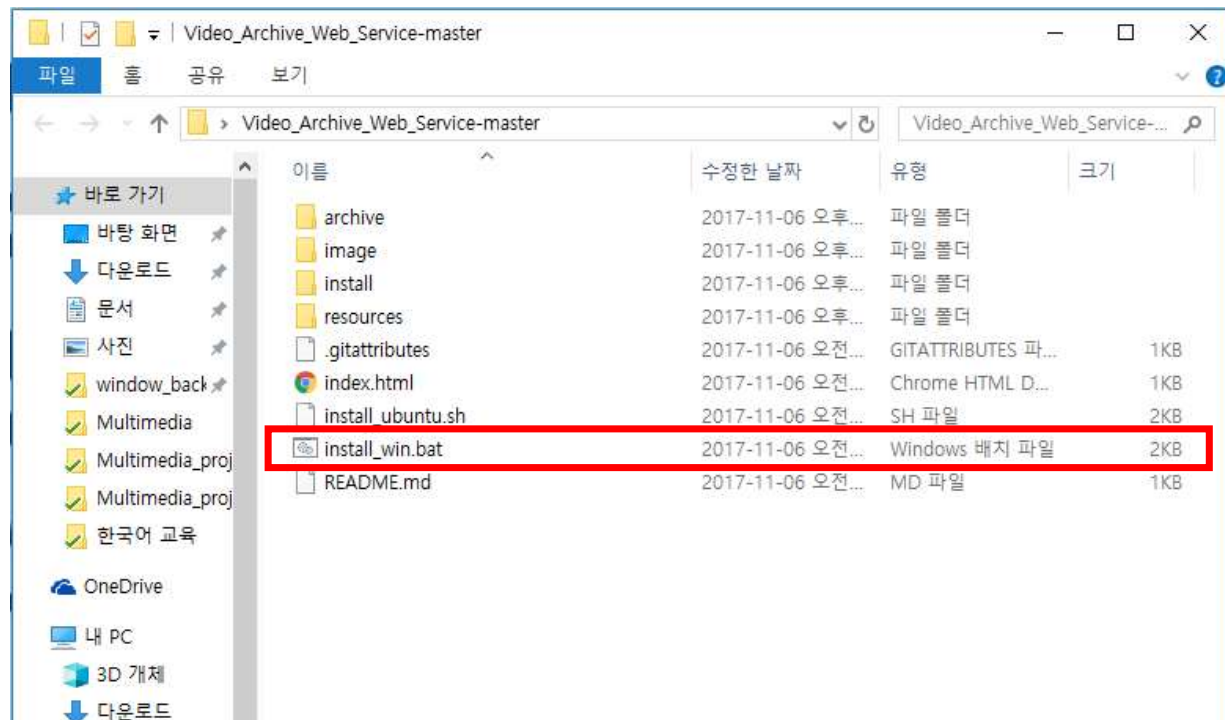 Video_Archive_Web_Service-master
파일 홈 공유 보기
Video_Archive_Web_Service-master Video_Archive_Web_Service-...
이름 수정한 날짜 유형 크기
바로 가기
바탕 화면
다운로드
문서
사진
window_back
Multimedia
Multimedia_proj
Multimedia_proj
한국어 교육
OneDrive
내 PC
3D 개체
다운로드
archive 2017-11-06 오후... 파일 폴더
image 2017-11-06 오후... 파일 폴더
install 2017-11-06 오후... 파일 폴더
resources 2017-11-06 오후... 파일 폴더
.gitattributes 2017-11-06 오전... GITATTRIBUTES 파... 1KB
index.html 2017-11-06 오전... Chrome HTML D... 1KB
install_ubuntu.sh 2017-11-06 오전... SH 파일 2KB
install_win.bat 2017-11-06 오전... Windows 배치 파일 2KB
README.md 2017-11-06 오전... MD 파일 1KB